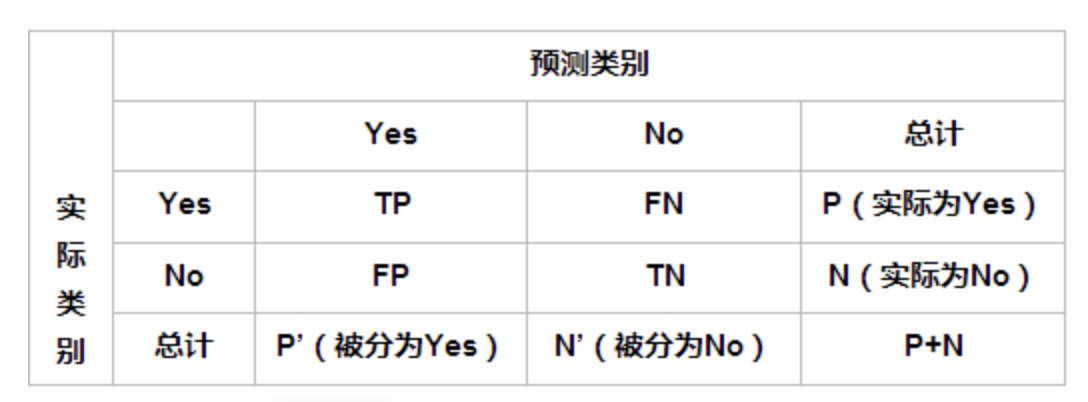 预测类别
Yes No 总计
实际类别
Yes TP FN P（实际为Yes）
No FP TN N（实际为No）
总计 P’（被分为Yes） N’（被分为No） P+N